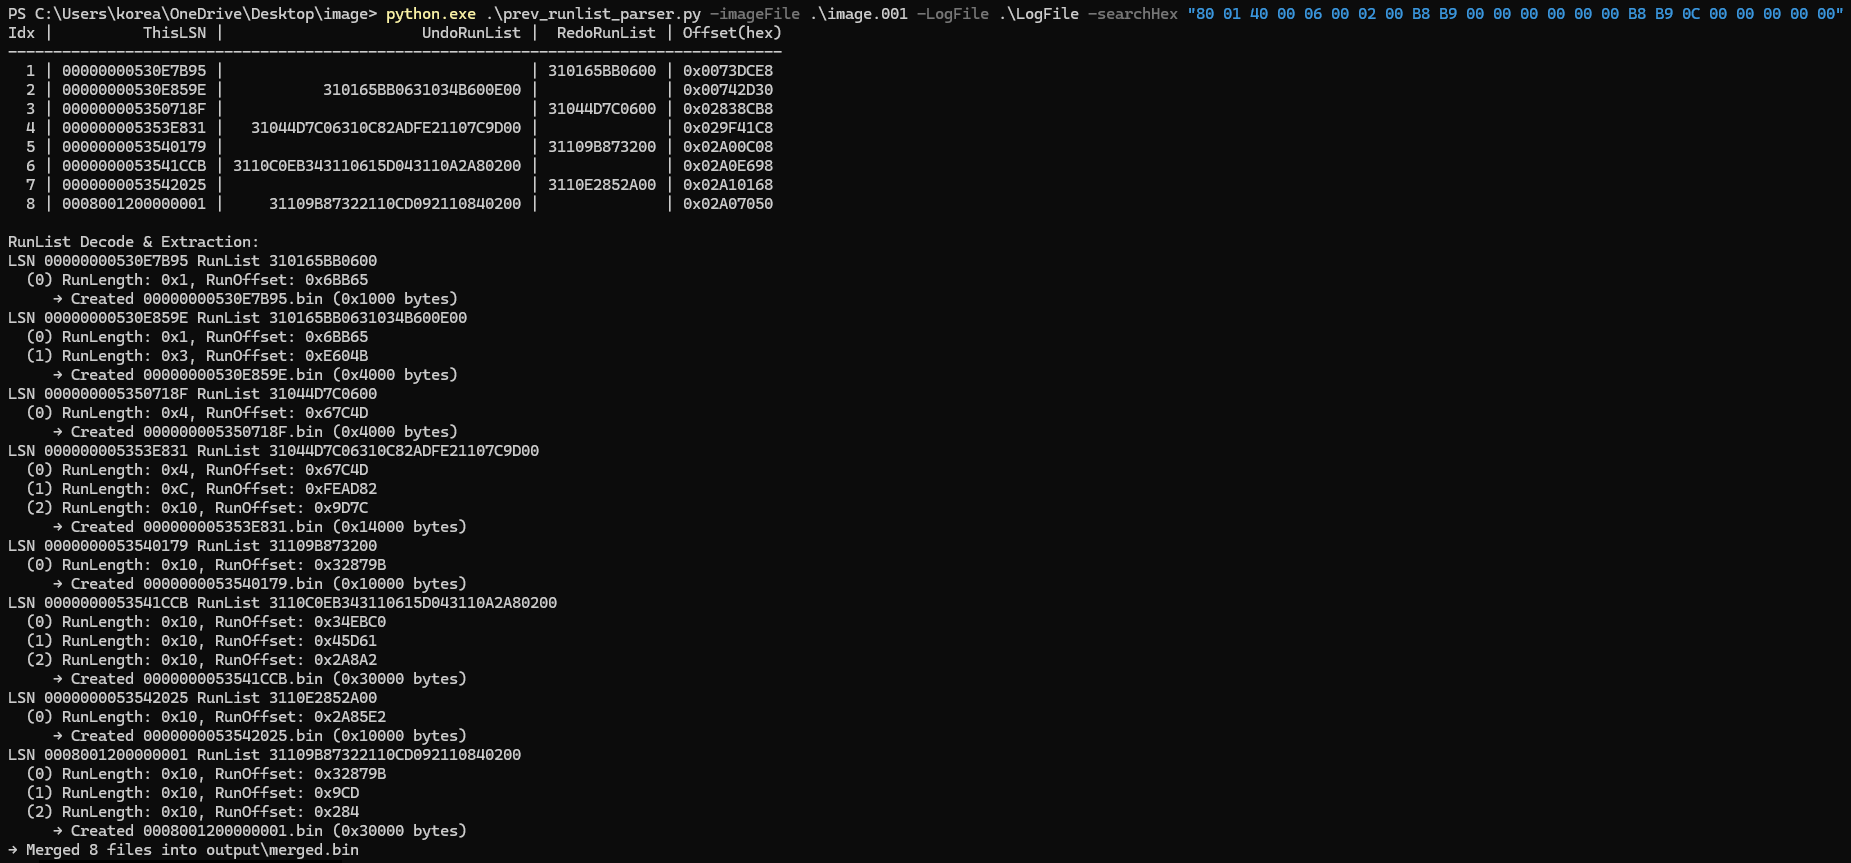 PS C:\Users\korea\OneDrive\Desktop\image> python.exe .\prev_runlist_parser.py -imageFile .\image.001 -LogFile .\LogFile -searchHex "80 01 40 00 06 00 02 00 B8 B9 00 00 00 00 00 00 B8 B9 0C 00 00 00 00 00"
Idx |          ThisLSN |                      UndoRunList |  RedoRunList | Offset(hex)
--------------------------------------------------------------------------------------
  1 | 00000000530E7B95 |                                  | 310165BB0600 | 0x0073DCE8
  2 | 00000000530E859E |           310165BB0631034B600E00 |              | 0x00742D30
  3 | 000000005350718F |                                  | 31044D7C0600 | 0x02838CB8
  4 | 000000005353E831 |   31044D7C06310C82ADFE21107C9D00 |              | 0x029F41C8
  5 | 0000000053540179 |                                  | 31109B873200 | 0x02A00C08
  6 | 0000000053541CCB | 3110C0EB343110615D043110A2A80200 |              | 0x02A0E698
  7 | 0000000053542025 |                                  | 3110E2852A00 | 0x02A10168
  8 | 0008001200000001 |     31109B87322110CD092110840200 |              | 0x02A07050
RunList Decode & Extraction:
LSN 00000000530E7B95 RunList 310165BB0600
  (0) RunLength: 0x1, RunOffset: 0x6BB65
     → Created 00000000530E7B95.bin (0x1000 bytes)
LSN 00000000530E859E RunList 310165BB0631034B600E00
  (0) RunLength: 0x1, RunOffset: 0x6BB65
  (1) RunLength: 0x3, RunOffset: 0xE604B
     → Created 00000000530E859E.bin (0x4000 bytes)
LSN 000000005350718F RunList 31044D7C0600
  (0) RunLength: 0x4, RunOffset: 0x67C4D
     → Created 000000005350718F.bin (0x4000 bytes)
LSN 000000005353E831 RunList 31044D7C06310C82ADFE21107C9D00
  (0) RunLength: 0x4, RunOffset: 0x67C4D
  (1) RunLength: 0xC, RunOffset: 0xFEAD82
  (2) RunLength: 0x10, RunOffset: 0x9D7C
     → Created 000000005353E831.bin (0x14000 bytes)
LSN 0000000053540179 RunList 31109B873200
  (0) RunLength: 0x10, RunOffset: 0x32879B
     → Created 0000000053540179.bin (0x10000 bytes)
LSN 0000000053541CCB RunList 3110C0EB343110615D043110A2A80200
  (0) RunLength: 0x10, RunOffset: 0x34EBC0
  (1) RunLength: 0x10, RunOffset: 0x45D61
  (2) RunLength: 0x10, RunOffset: 0x2A8A2
     → Created 0000000053541CCB.bin (0x30000 bytes)
LSN 0000000053542025 RunList 3110E2852A00
  (0) RunLength: 0x10, RunOffset: 0x2A85E2
     → Created 0000000053542025.bin (0x10000 bytes)
LSN 0008001200000001 RunList 31109B87322110CD092110840200
  (0) RunLength: 0x10, RunOffset: 0x32879B
  (1) RunLength: 0x10, RunOffset: 0x9CD
  (2) RunLength: 0x10, RunOffset: 0x284
     → Created 0008001200000001.bin (0x30000 bytes)
→ Merged 8 files into output\merged.bin